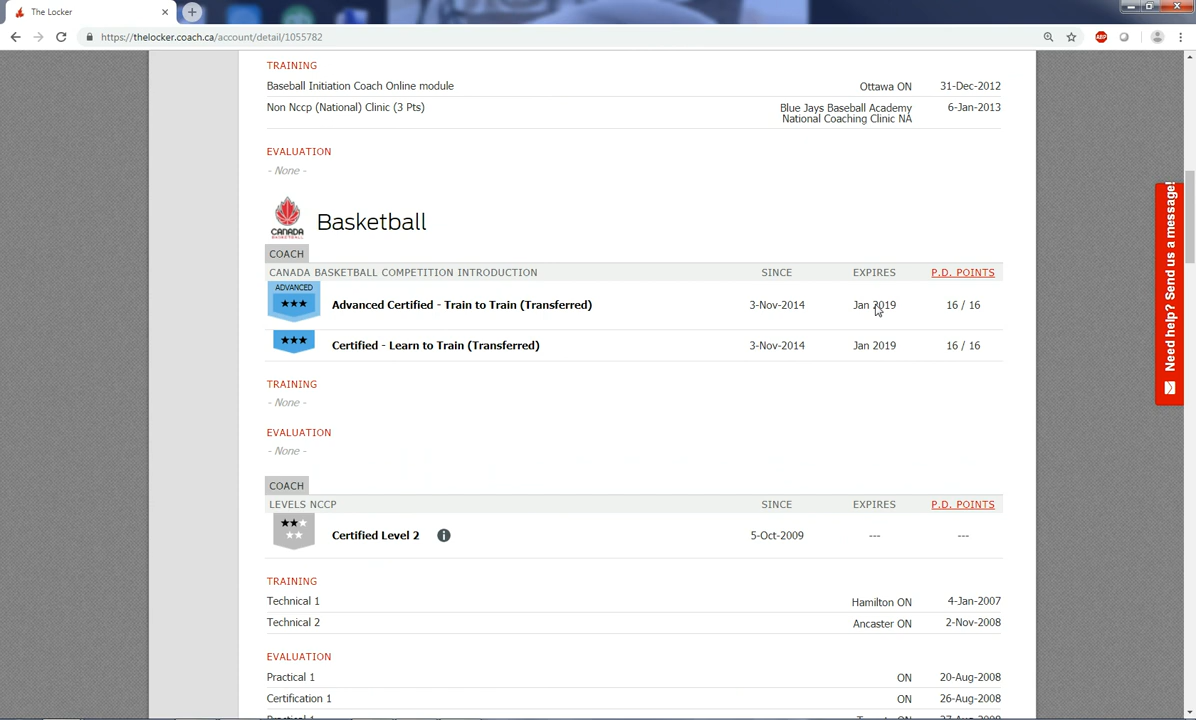 The Locker
https://thelocker.coach.ca/account/detail/1055782
ABP
TRAINING
Baseball Initiation Coach Online module Ottawa ON 31-Dec-2012
Non Nccp (National) Clinic (3 Pts) Blue Jays Baseball Academy 6-Jan-2013
National Coaching Clinic NA
EVALUATION
- None -
CANADA
BASKETBALL
Basketball
COACH
CANADA BASKETBALL COMPETITION INTRODUCTION SINCE EXPIRES P.D. POINTS
ADVANCED
Advanced Certified - Train to Train (Transferred) 3-Nov-2014 Jan 2019 16 / 16
Certified - Learn to Train (Transferred) 3-Nov-2014 Jan 2019 16 / 16
TRAINING
- None -
EVALUATION
- None -
COACH
LEVELS NCCP SINCE EXPIRES P.D. POINTS
Certified Level 2 i 5-Oct-2009 --- ---
TRAINING
Technical 1 Hamilton ON 4-Jan-2007
Technical 2 Ancaster ON 2-Nov-2008
EVALUATION
Practical 1 ON 20-Aug-2008
Certification 1 ON 26-Aug-2008
Need help? Send us a message!